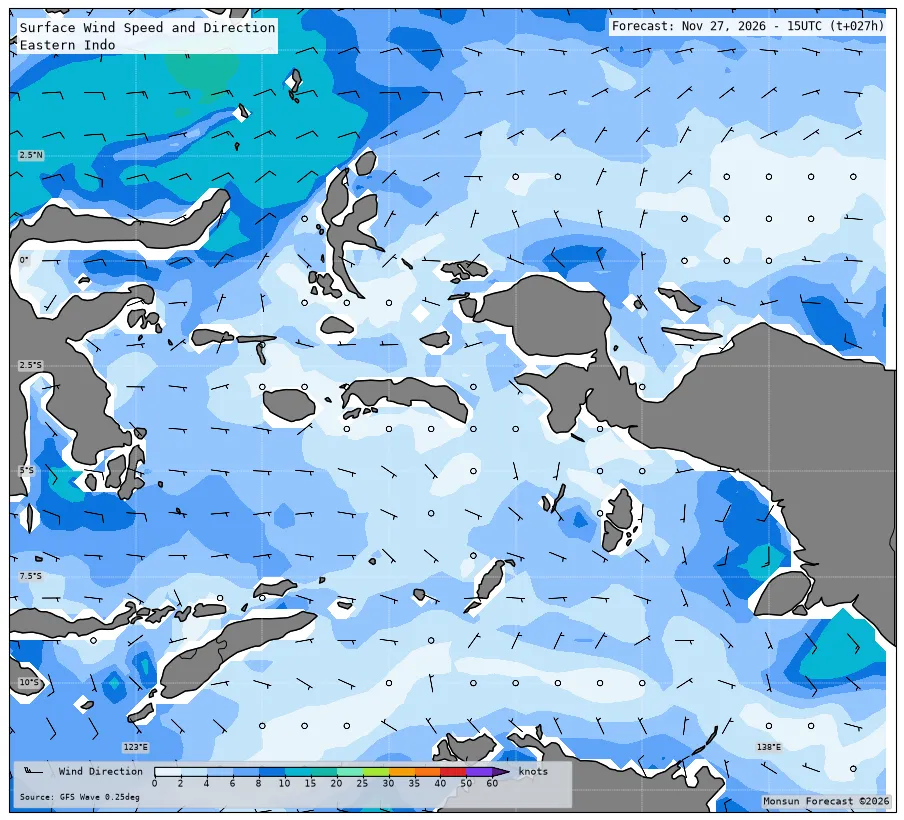 Surface Wind Speed and Direction
Eastern Indo
Forecast: Nov 27, 2026 - 15UTC (t+027h)
2.5°N
0°
2.5°S
5°S
7.5°S
10°S
123°E
138°E
Wind Direction
knots
0 2 4 6 8 10 15 20 25 30 35 40 50 60
Source: GFS Wave 0.25deg
Monsun Forecast ©2026